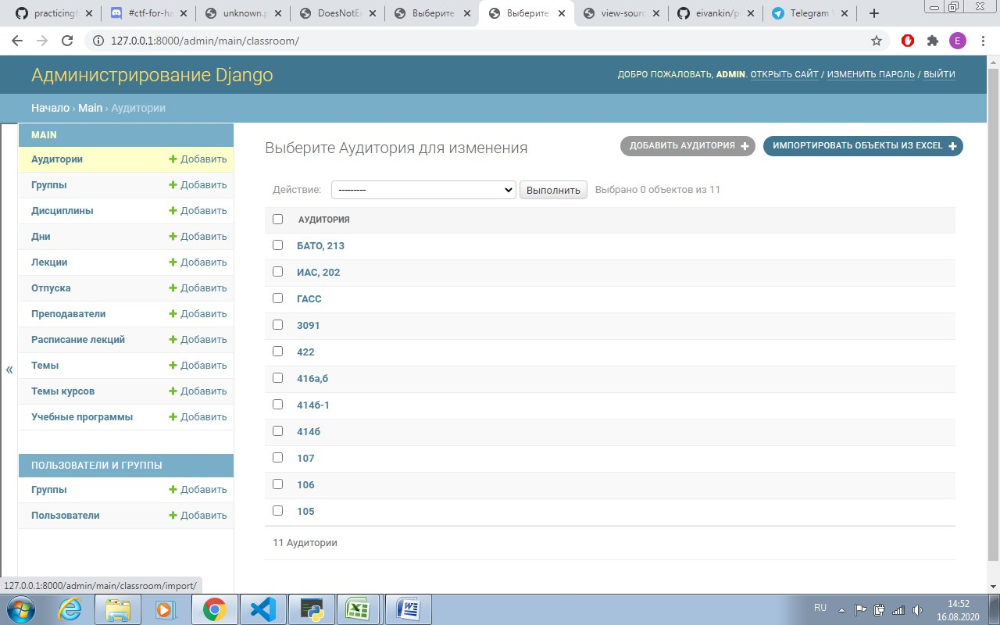 practicingf
#ctf-for-ha
unknown.p
DoesNotEx
Выберите
Выберите
view-sourc
eivankin/p
Telegram
127.0.0.1:8000/admin/main/classroom/
E
Администрирование Django
ДОБРО ПОЖАЛОВАТЬ, ADMIN. ОТКРЫТЬ САЙТ / ИЗМЕНИТЬ ПАРОЛЬ / ВЫЙТИ
Начало › Main › Аудитории
MAIN
Аудитории + Добавить
Группы + Добавить
Дисциплины + Добавить
Дни + Добавить
Лекции + Добавить
Отпуска + Добавить
Преподаватели + Добавить
Расписание лекций + Добавить
Темы + Добавить
Темы курсов + Добавить
Учебные программы + Добавить
ПОЛЬЗОВАТЕЛИ И ГРУППЫ
Группы + Добавить
Пользователи + Добавить
«
Выберите Аудитория для изменения
ДОБАВИТЬ АУДИТОРИЯ +
ИМПОРТИРОВАТЬ ОБЪЕКТЫ ИЗ EXCEL +
Действие: --------- Выполнить Выбрано 0 объектов из 11
АУДИТОРИЯ
БАТО, 213
ИАС, 202
ГАСС
3091
422
416а,б
414б-1
414б
107
106
105
11 Аудитории
127.0.0.1:8000/admin/main/classroom/import/
RU
14:52
16.08.2020